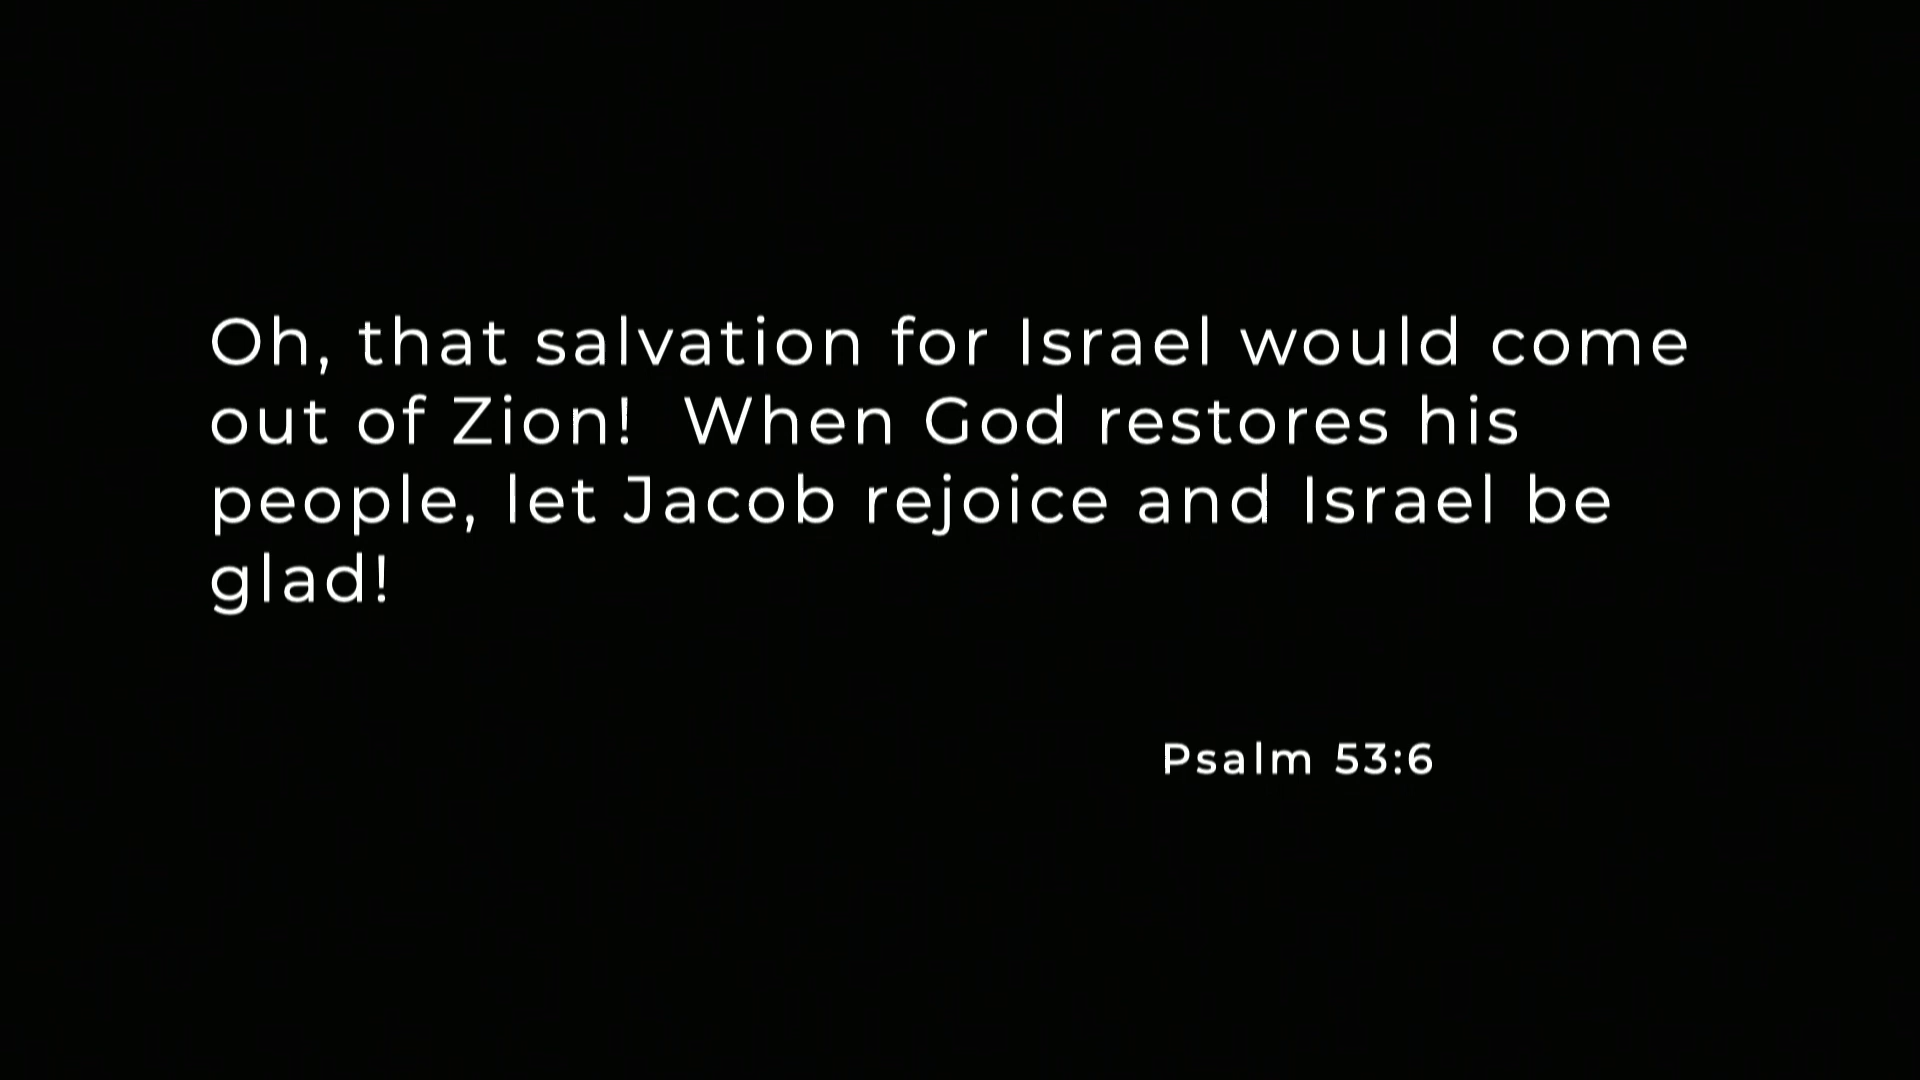 Oh, that salvation for Israel would come
out of Zion!  When God restores his
people, let Jacob rejoice and Israel be
glad!
Psalm 53:6